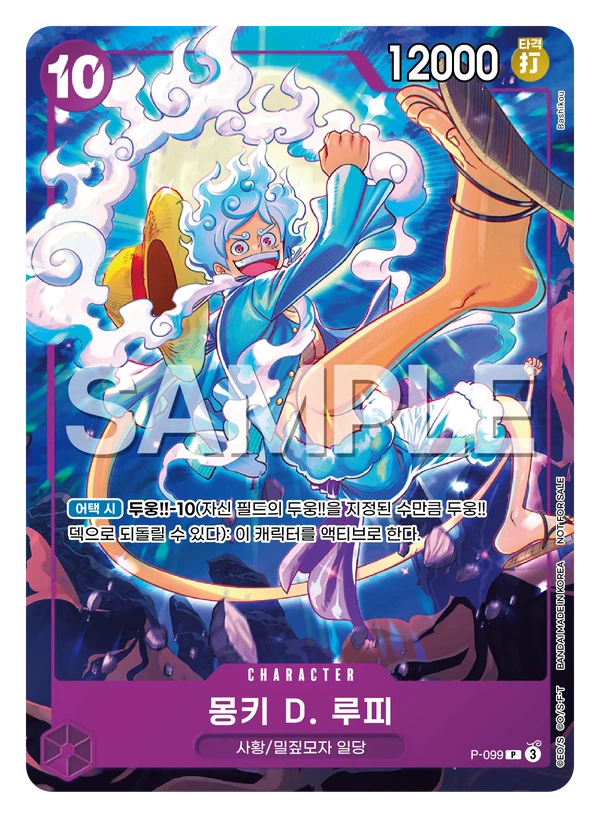 10
12000
타격
打
Bashikou
SAMPLE
어택 시 두웅!!-10(자신 필드의 두웅!!을 지정된 수만큼 두웅!!
덱으로 되돌릴 수 있다): 이 캐릭터를 액티브로 한다.
CHARACTER
몽키 D. 루피
사황/밀짚모자 일당
P-099 P 3
©EO/S ©O/S·F·T BANDAI MADE IN KOREA NOT FOR SALE